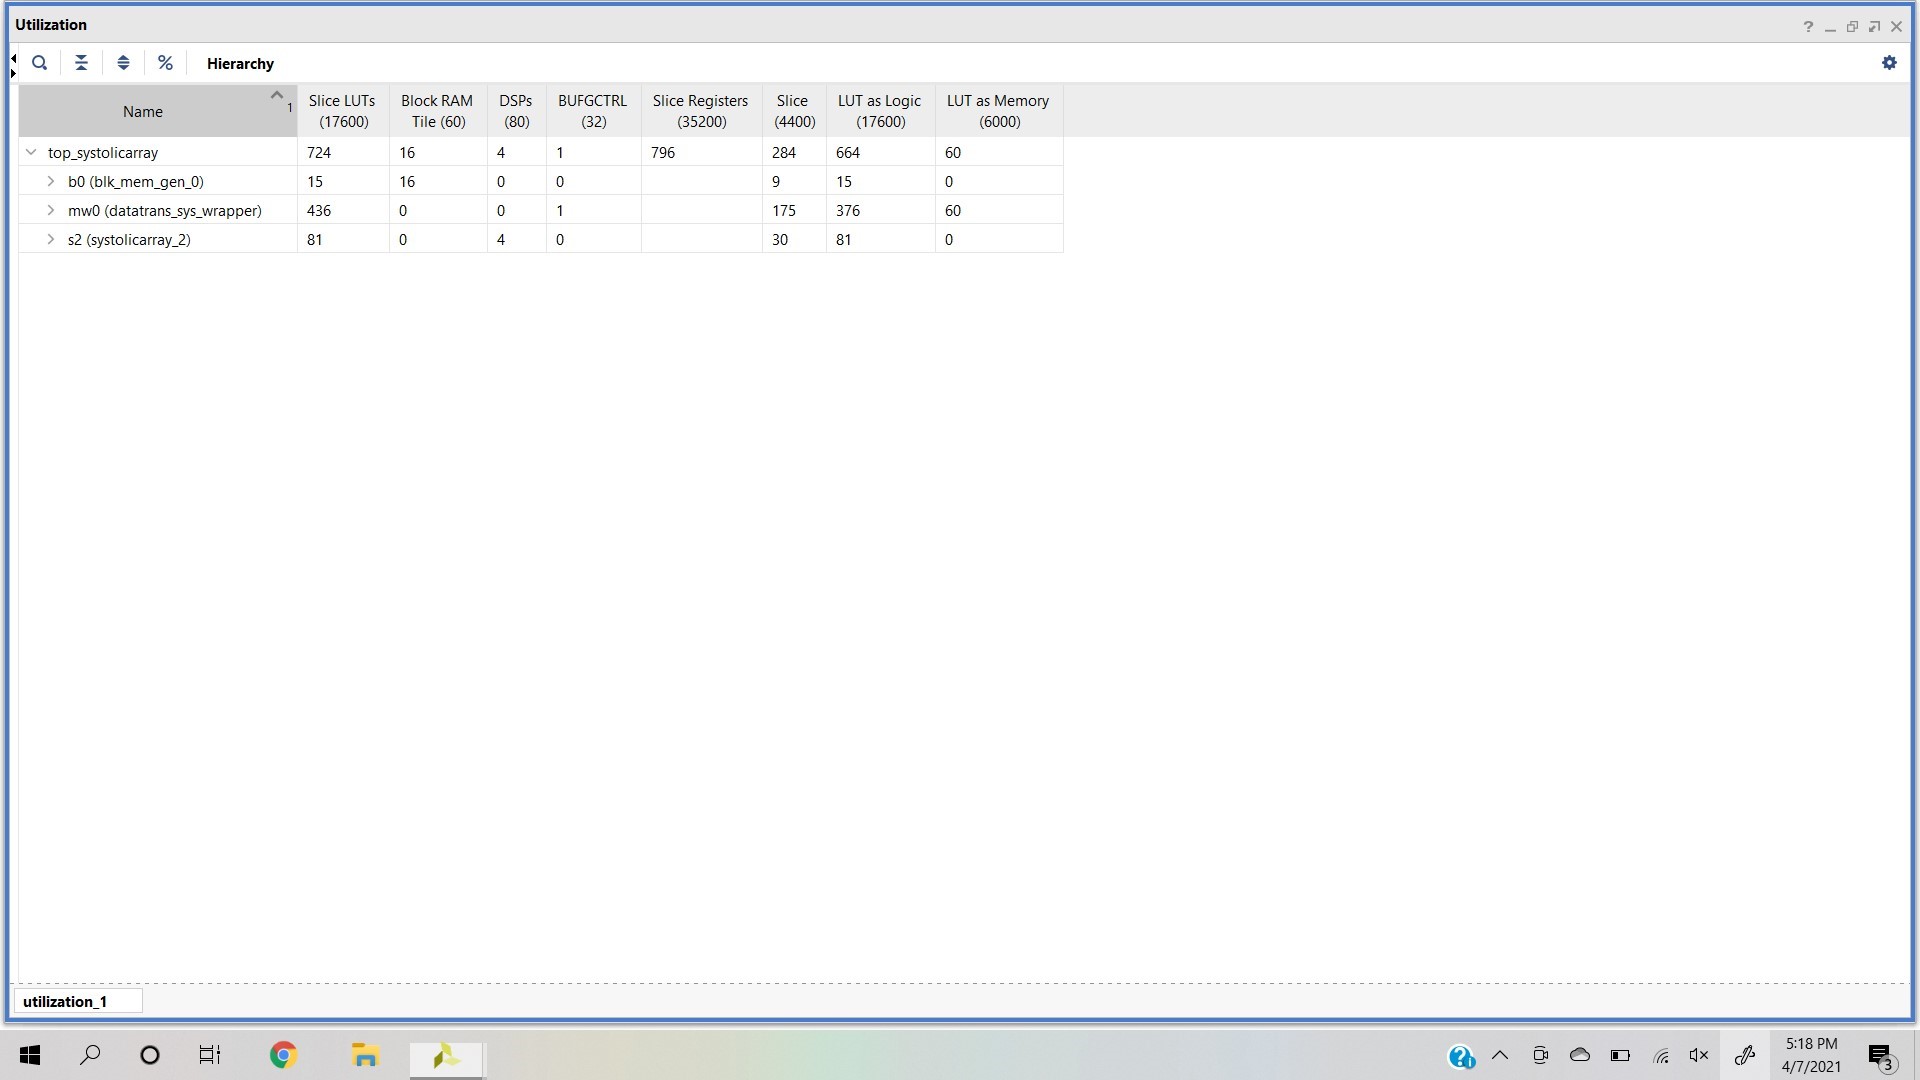 Utilization
Hierarchy
Name 1 Slice LUTs (17600) Block RAM Tile (60) DSPs (80) BUFGCTRL (32) Slice Registers (35200) Slice (4400) LUT as Logic (17600) LUT as Memory (6000)
top_systolicarray 724 16 4 1 796 284 664 60
b0 (blk_mem_gen_0) 15 16 0 0 9 15 0
mw0 (datatrans_sys_wrapper) 436 0 0 1 175 376 60
s2 (systolicarray_2) 81 0 4 0 30 81 0
utilization_1
5:18 PM
4/7/2021
3